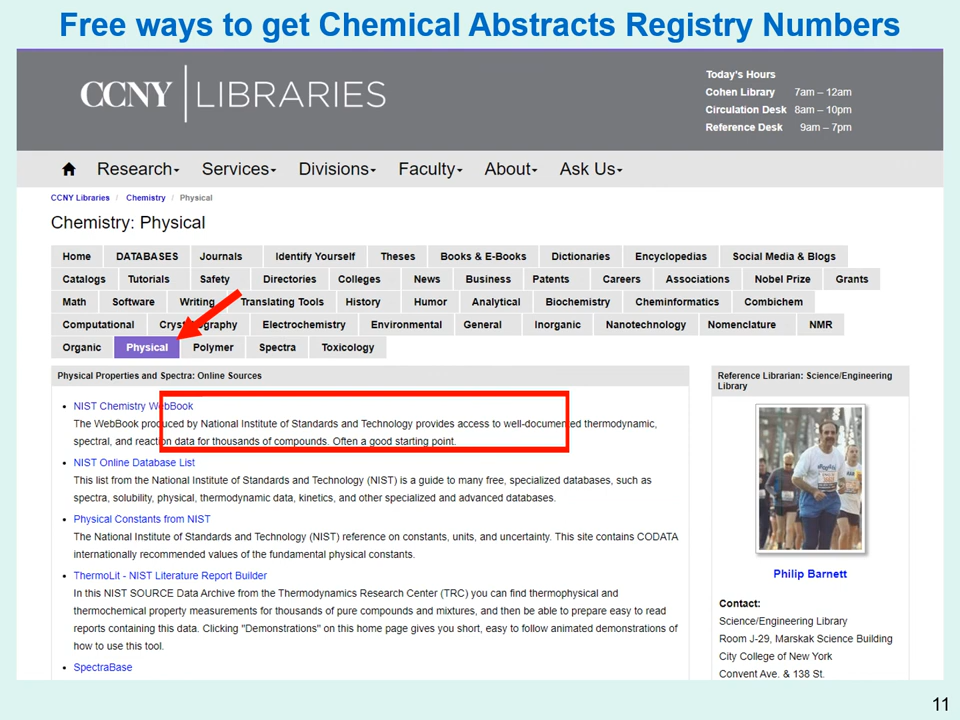 Free ways to get Chemical Abstracts Registry Numbers
CCNY LIBRARIES
Today's Hours
Cohen Library 7am – 12am
Circulation Desk 8am – 10pm
Reference Desk 9am – 7pm
Research Services Divisions Faculty About Ask Us
CCNY Libraries / Chemistry / Physical
Chemistry: Physical
Home DATABASES Journals Identify Yourself Theses Books & E-Books Dictionaries Encyclopedias Social Media & Blogs
Catalogs Tutorials Safety Directories Colleges News Business Patents Careers Associations Nobel Prize Grants
Math Software Writing Translating Tools History Humor Analytical Biochemistry Cheminformatics Combichem
Computational Crystallography Electrochemistry Environmental General Inorganic Nanotechnology Nomenclature NMR
Organic Physical Polymer Spectra Toxicology
Physical Properties and Spectra: Online Sources
NIST Chemistry WebBook
The WebBook produced by National Institute of Standards and Technology provides access to well-documented thermodynamic,
spectral, and reaction data for thousands of compounds. Often a good starting point.
NIST Online Database List
This list from the National Institute of Standards and Technology (NIST) is a guide to many free, specialized databases, such as
spectra, solubility, physical, thermodynamic data, kinetics, and other specialized and advanced databases.
Physical Constants from NIST
The National Institute of Standards and Technology (NIST) reference on constants, units, and uncertainty. This site contains CODATA
internationally recommended values of the fundamental physical constants.
ThermoLit - NIST Literature Report Builder
In this NIST SOURCE Data Archive from the Thermodynamics Research Center (TRC) you can find thermophysical and
thermochemical property measurements for thousands of pure compounds and mixtures, and then be able to prepare easy to read
reports containing this data. Clicking "Demonstrations" on this home page gives you short, easy to follow animated demonstrations of
how to use this tool.
SpectraBase
Reference Librarian: Science/Engineering
Library
Philip Barnett
Contact:
Science/Engineering Library
Room J-29, Marskak Science Building
City College of New York
Convent Ave. & 138 St.
11